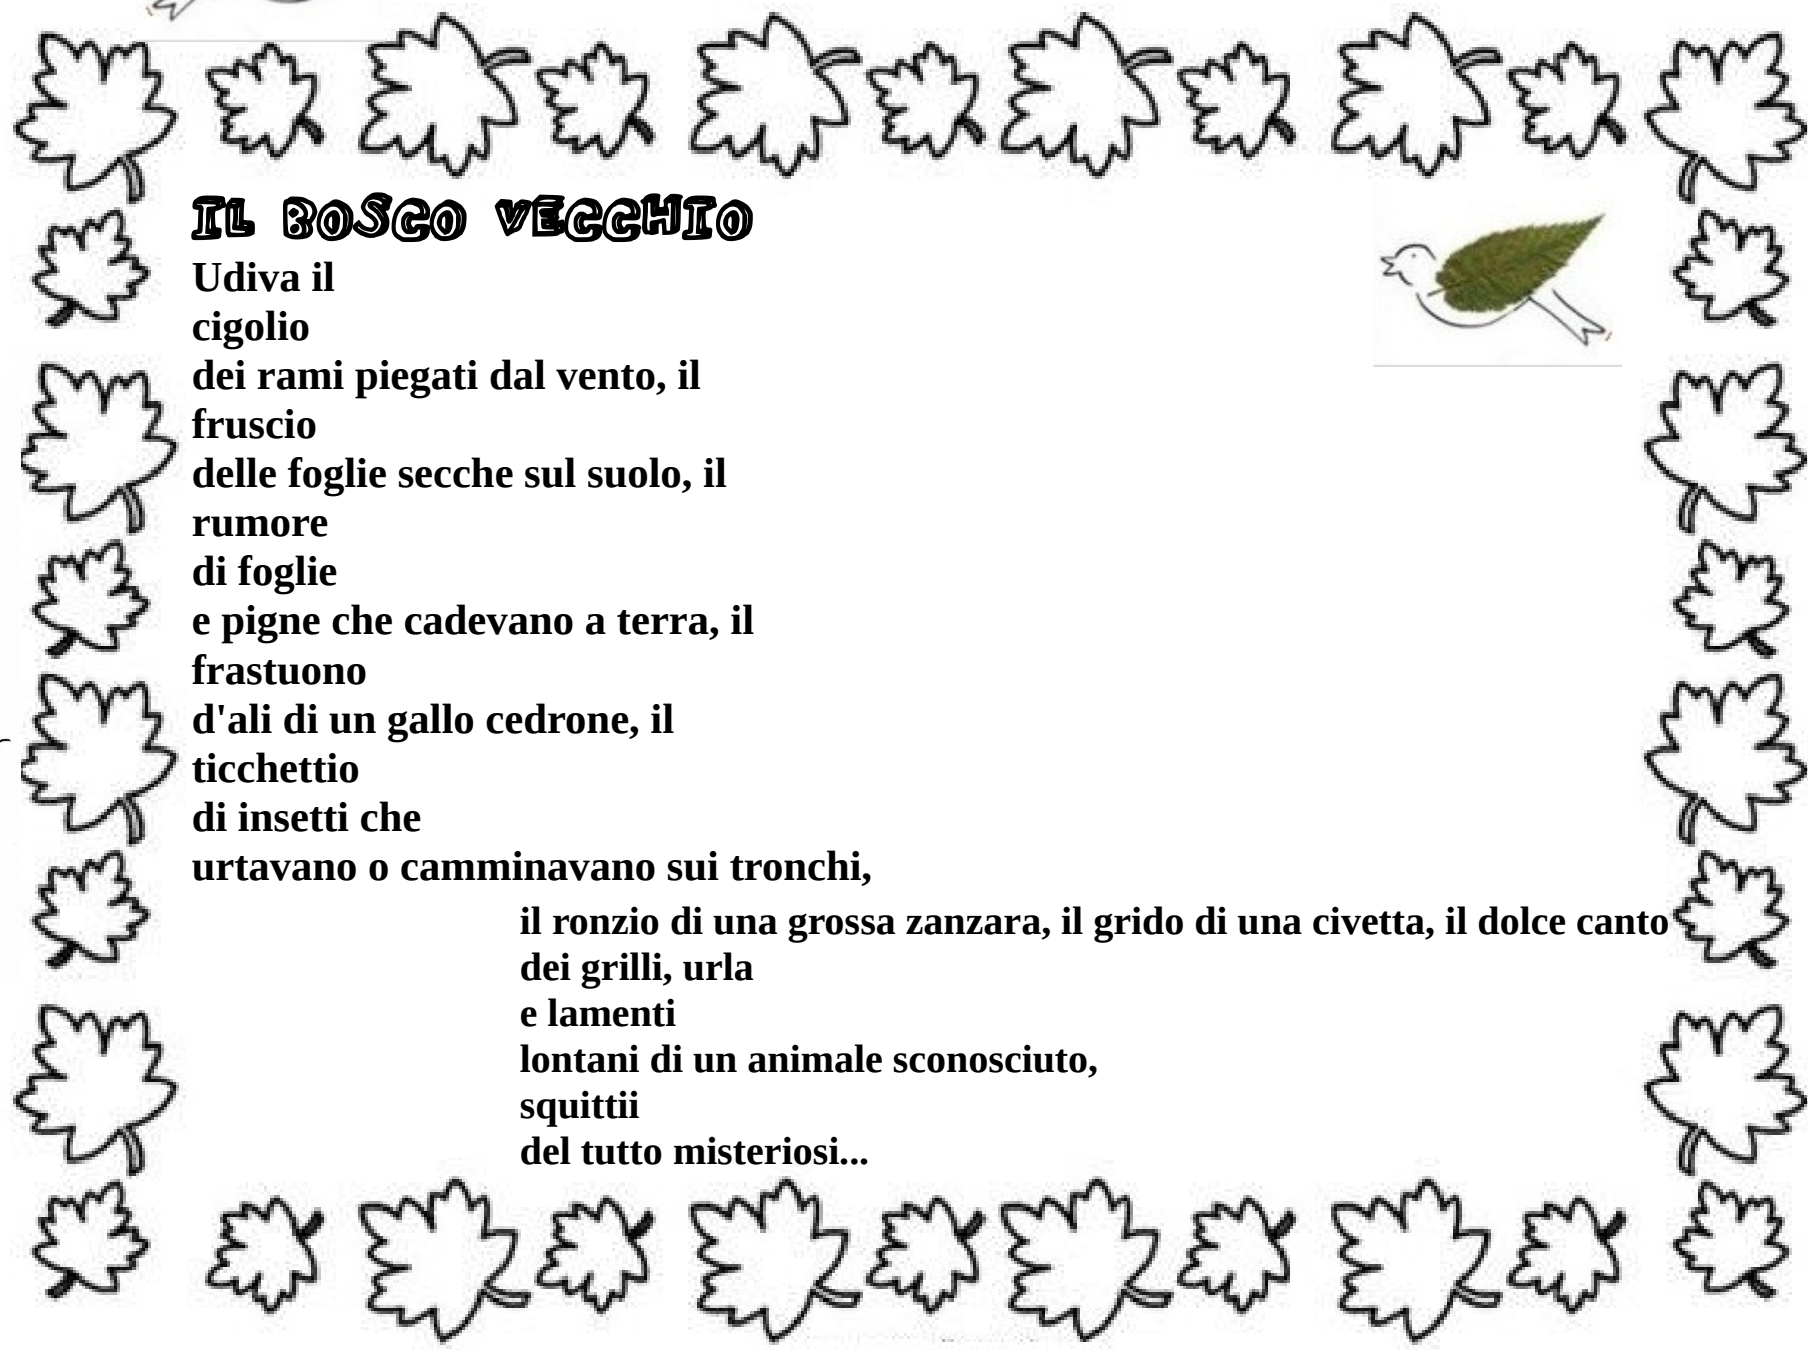 IL BOSCO VECCHIO
Udiva il
cigolio
dei rami piegati dal vento, il
fruscio
delle foglie secche sul suolo, il
rumore
di foglie
e pigne che cadevano a terra, il
frastuono
d'ali di un gallo cedrone, il
ticchettio
di insetti che
urtavano o camminavano sui tronchi,
il ronzio di una grossa zanzara, il grido di una civetta, il dolce canto
dei grilli, urla
e lamenti
lontani di un animale sconosciuto,
squittii
del tutto misteriosi...